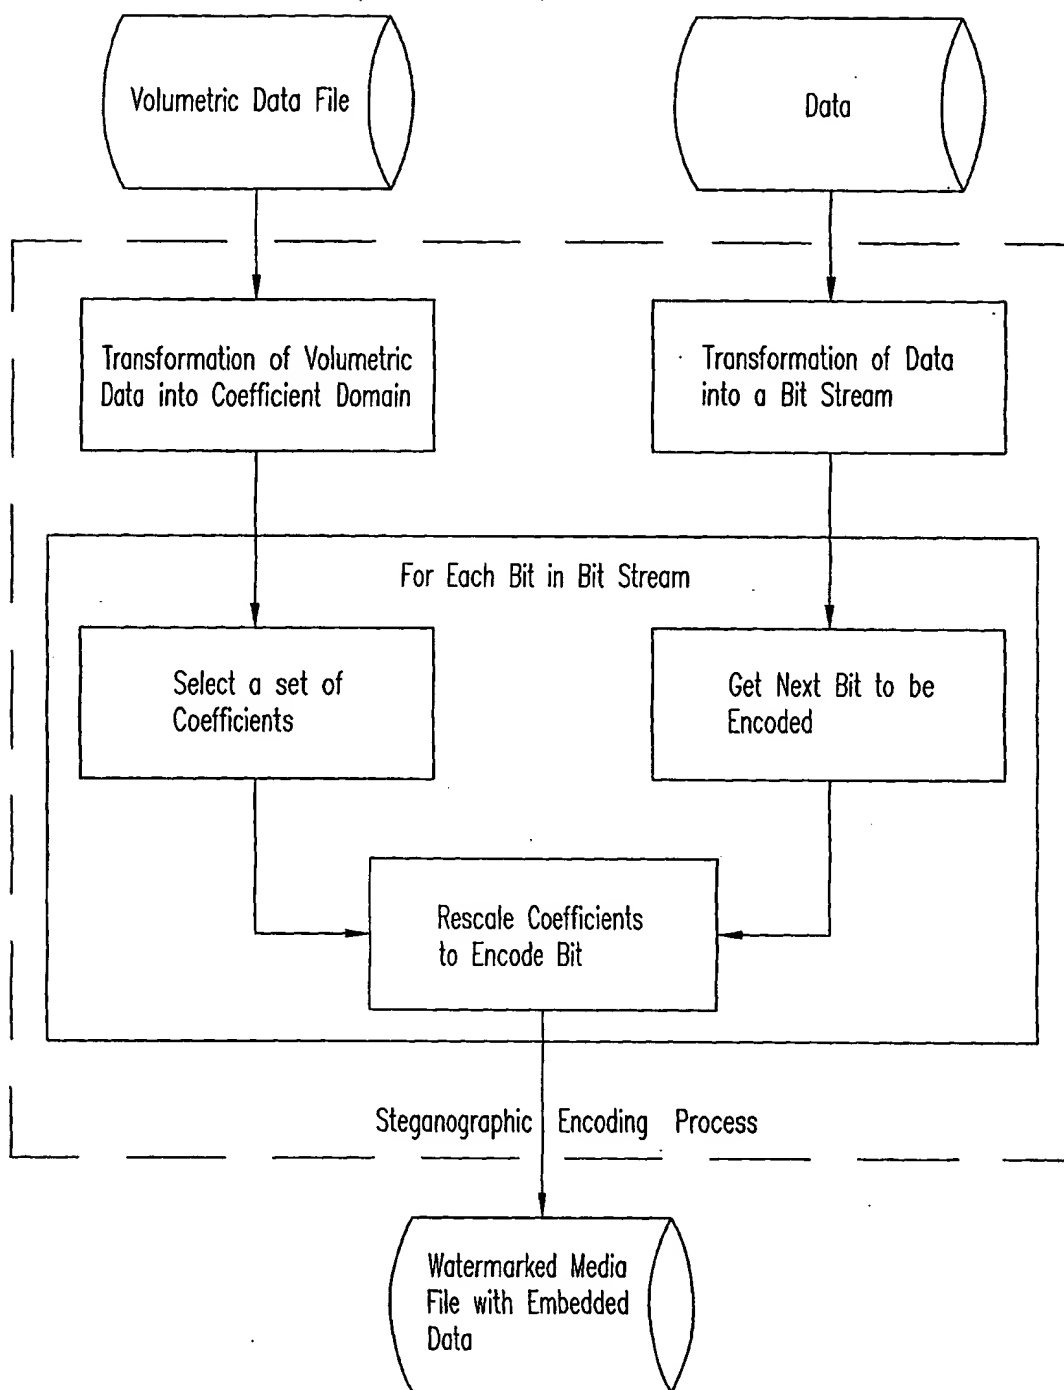 Volumetric Data File
Data
Transformation of Volumetric
Data into Coefficient Domain
Transformation of Data
into a Bit Stream
For Each Bit in Bit Stream
Select a set of
Coefficients
Get Next Bit to be
Encoded
Rescale Coefficients
to Encode Bit
Steganographic Encoding Process
Watermarked Media
File with Embedded
Data